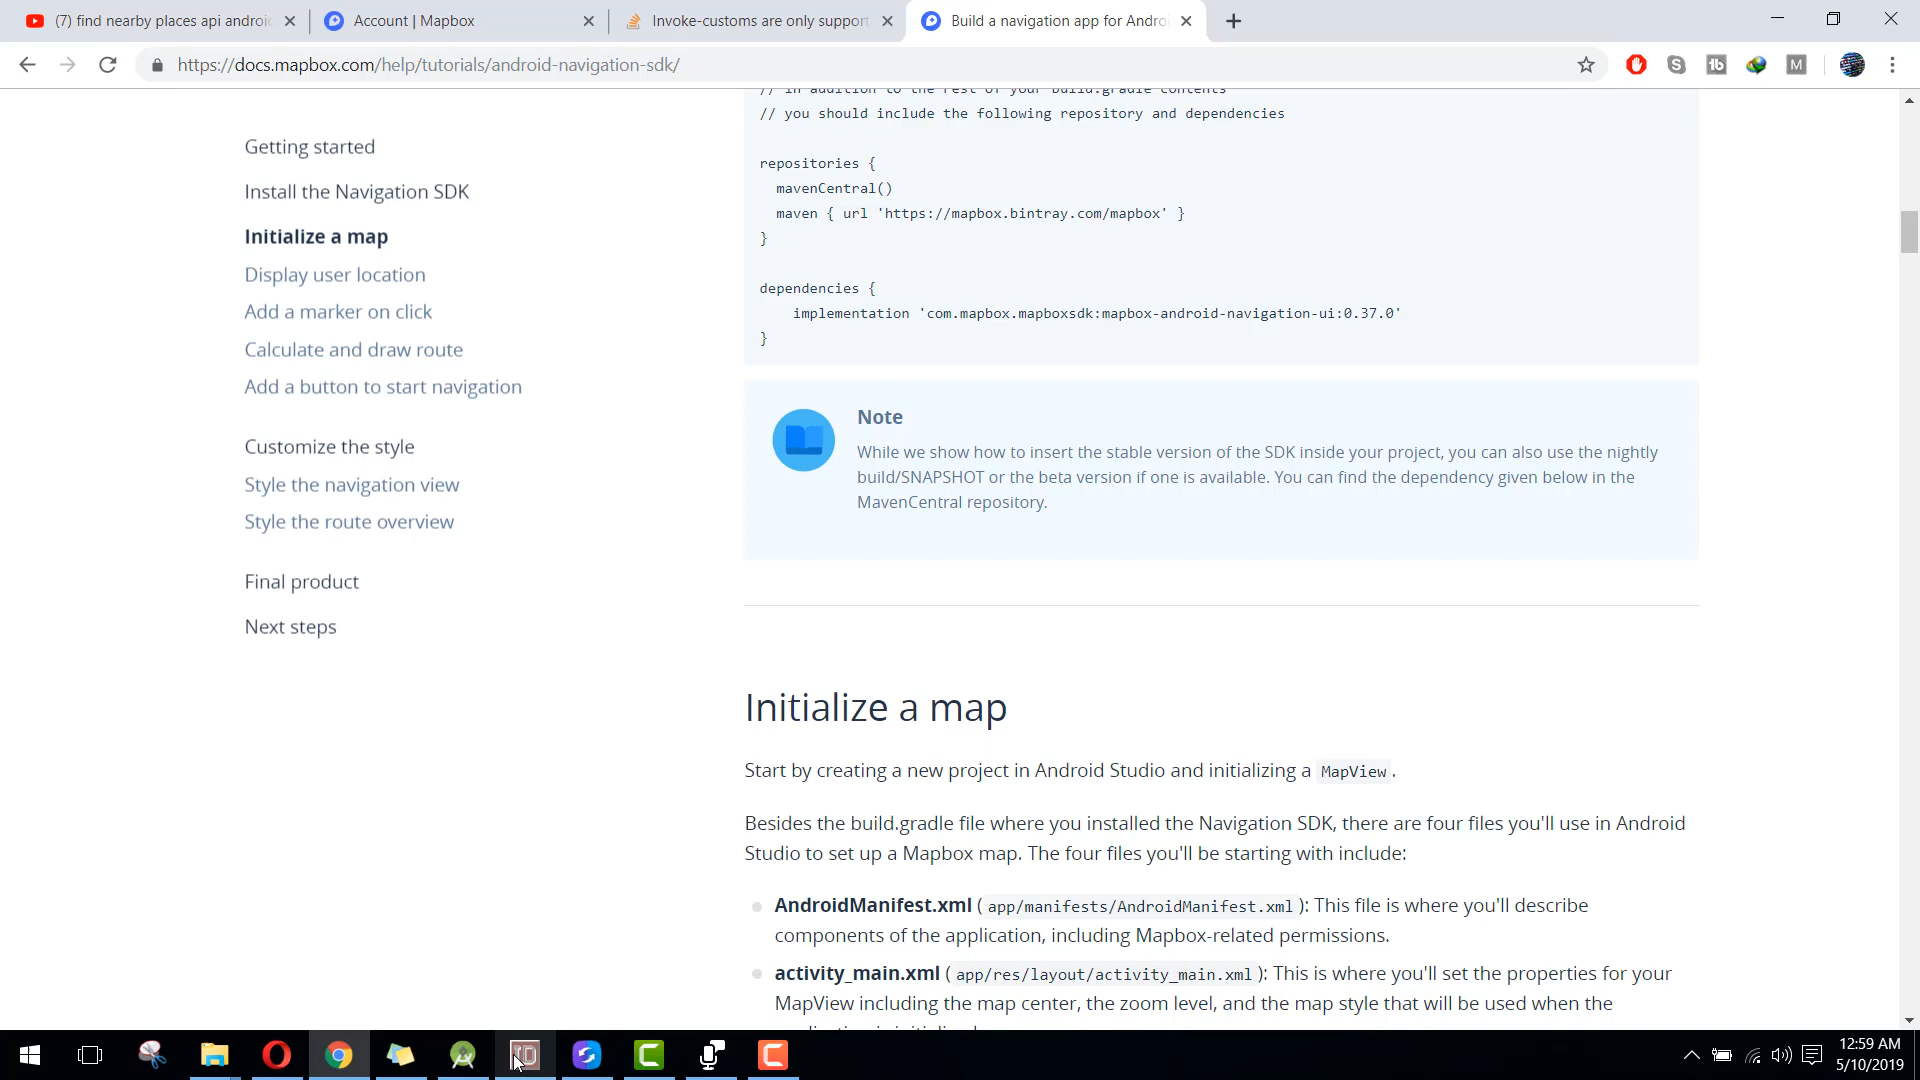 (7) find nearby places api androi
Account | Mapbox
Invoke-customs are only support
Build a navigation app for Andro
https://docs.mapbox.com/help/tutorials/android-navigation-sdk/
// in addition to the rest of your build.gradle contents
// you should include the following repository and dependencies
repositories {
mavenCentral()
maven { url 'https://mapbox.bintray.com/mapbox' }
}
dependencies {
implementation 'com.mapbox.mapboxsdk:mapbox-android-navigation-ui:0.37.0'
}
Getting started
Install the Navigation SDK
Initialize a map
Display user location
Add a marker on click
Calculate and draw route
Add a button to start navigation
Customize the style
Style the navigation view
Style the route overview
Final product
Next steps
Note
While we show how to insert the stable version of the SDK inside your project, you can also use the nightly
build/SNAPSHOT or the beta version if one is available. You can find the dependency given below in the
MavenCentral repository.
Initialize a map
Start by creating a new project in Android Studio and initializing a MapView.
Besides the build.gradle file where you installed the Navigation SDK, there are four files you'll use in Android
Studio to set up a Mapbox map. The four files you'll be starting with include:
AndroidManifest.xml ( app/manifests/AndroidManifest.xml ): This file is where you'll describe
components of the application, including Mapbox-related permissions.
activity_main.xml ( app/res/layout/activity_main.xml ): This is where you'll set the properties for your
MapView including the map center, the zoom level, and the map style that will be used when the
12:59 AM
5/10/2019